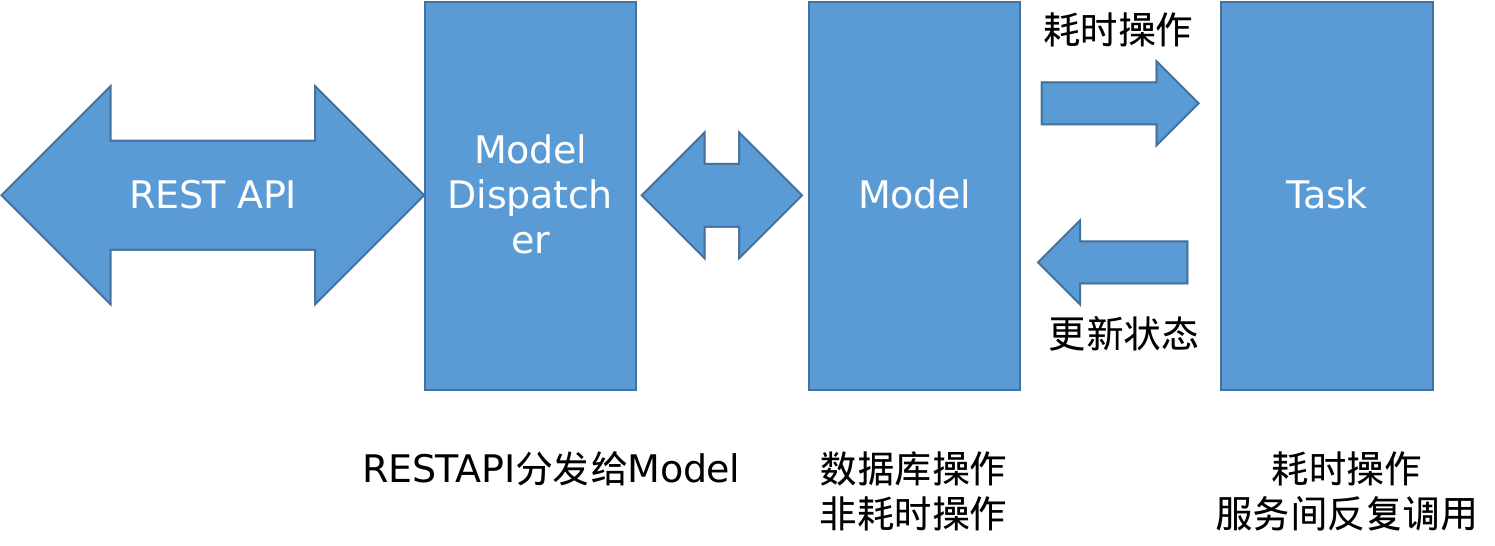 耗时操作
REST API
Model
Dispatch
er
Model
Task
更新状态
RESTAPI分发给Model
数据库操作
非耗时操作
耗时操作
服务间反复调用